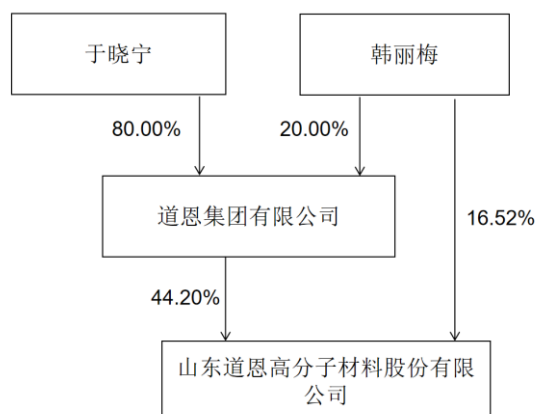 于晓宁
韩丽梅
80.00%
20.00%
道恩集团有限公司
16.52%
44.20%
山东道恩高分子材料股份有限
公司